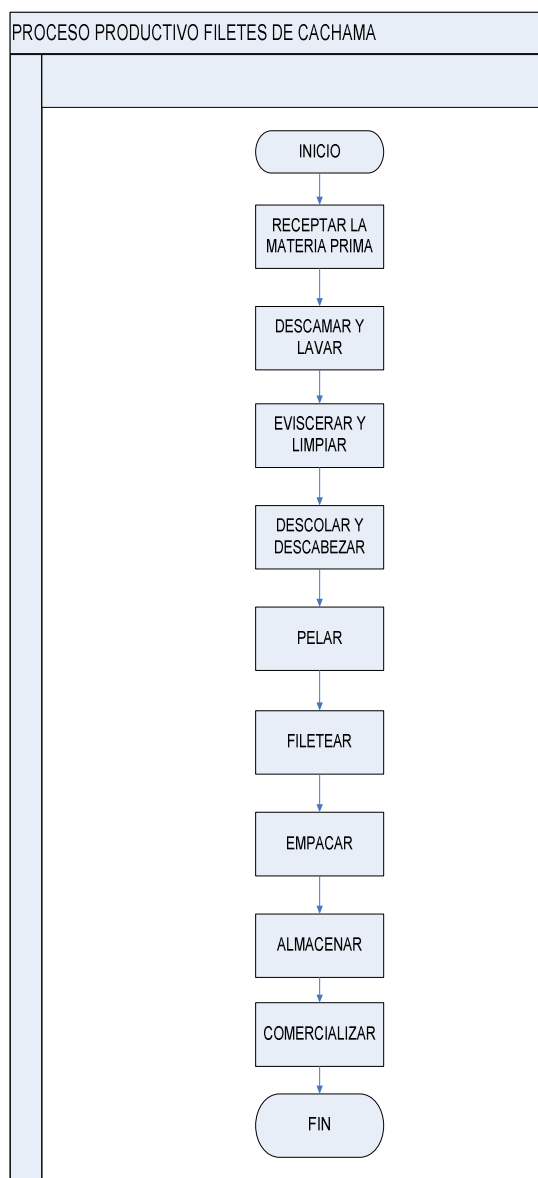 PROCESO PRODUCTIVO FILETES DE CACHAMA
INICIO
RECEPTAR LA
MATERIA PRIMA
DESCAMAR Y
LAVAR
EVISCERAR Y
LIMPIAR
DESCOLAR Y
DESCABEZAR
PELAR
FILETEAR
EMPACAR
ALMACENAR
COMERCIALIZAR
FIN